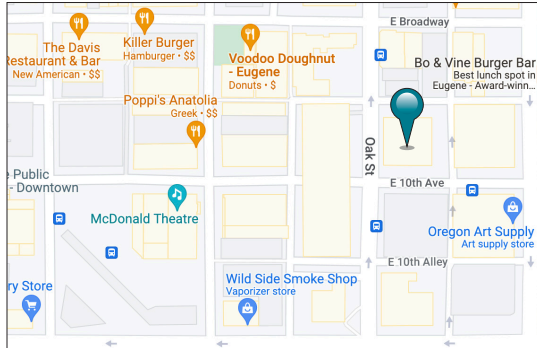 E Broadway
The Davis
Restaurant & Bar
New American • $$
Killer Burger
Hamburger • $$
Voodoo Doughnut
- Eugene
Donuts • $
Bo & Vine Burger Bar
Best lunch spot in
Eugene - Award-winn...
Poppi's Anatolia
Greek • $$
Oak St
e Public
- Downtown
E 10th Ave
McDonald Theatre
Oregon Art Supply
Art supply store
E 10th Alley
ry Store
Wild Side Smoke Shop
Vaporizer store